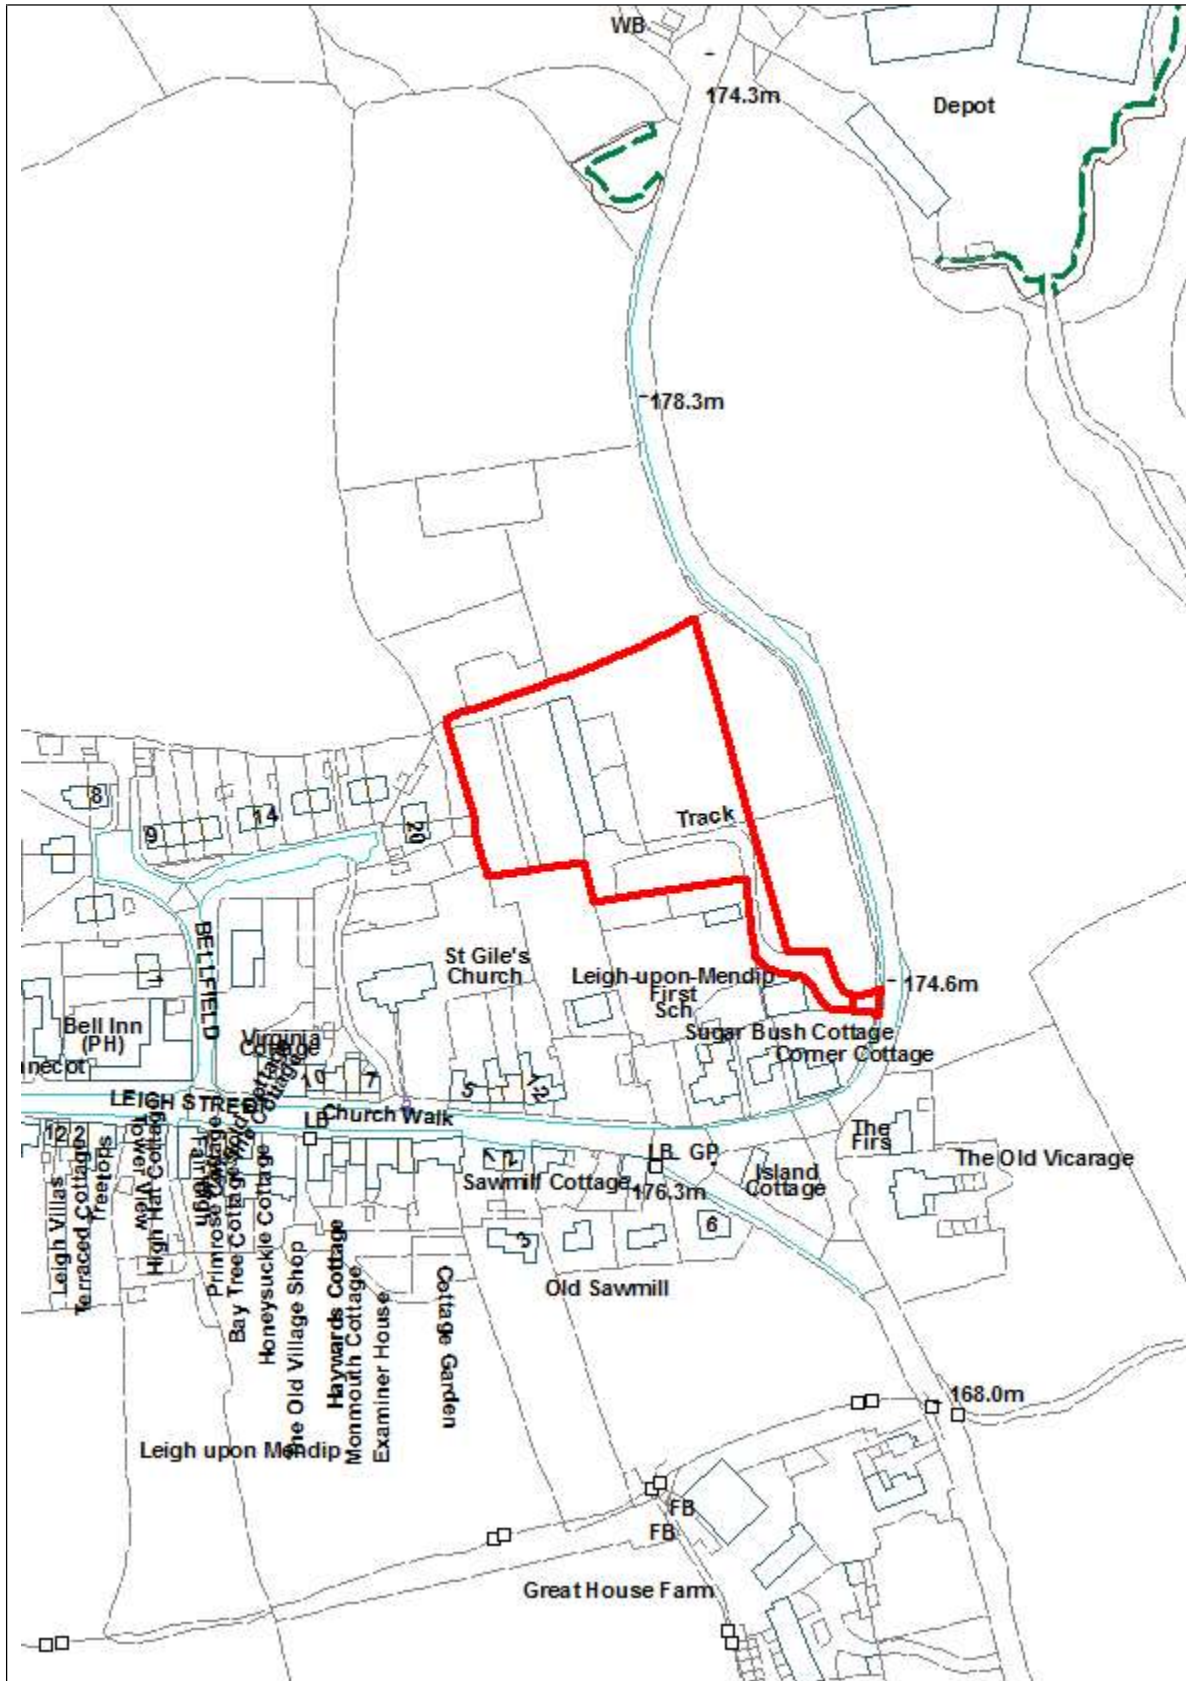 WB
174.3m
Depot
178.3m
Track
8
9
14
20
BELLFIELD
St Gile's
Church
Leigh-upon-Mendip
First
Sch
174.6m
Sugar Bush Cottage
Corner Cottage
1
Bell Inn
(PH)
Virginia
Cottage
10
7
5
LEIGH STREET
LB
Church Walk
1
2
LB
GP
The
Firs
The Old Vicarage
Sawmill Cottage
176.3m
Island
Cottage
6
3
Old Sawmill
Leigh Villas
Terraced Cottage
Treetops
Tower View
High Hat Cottage
Primrose Cottage
Bay Tree Cottage
Honeysuckle Cottage
The Old Village Shop
Haywards Cottage
Monmouth Cottage
Examiner House
Cottage Garden
168.0m
Leigh upon Mendip
FB
FB
Great House Farm